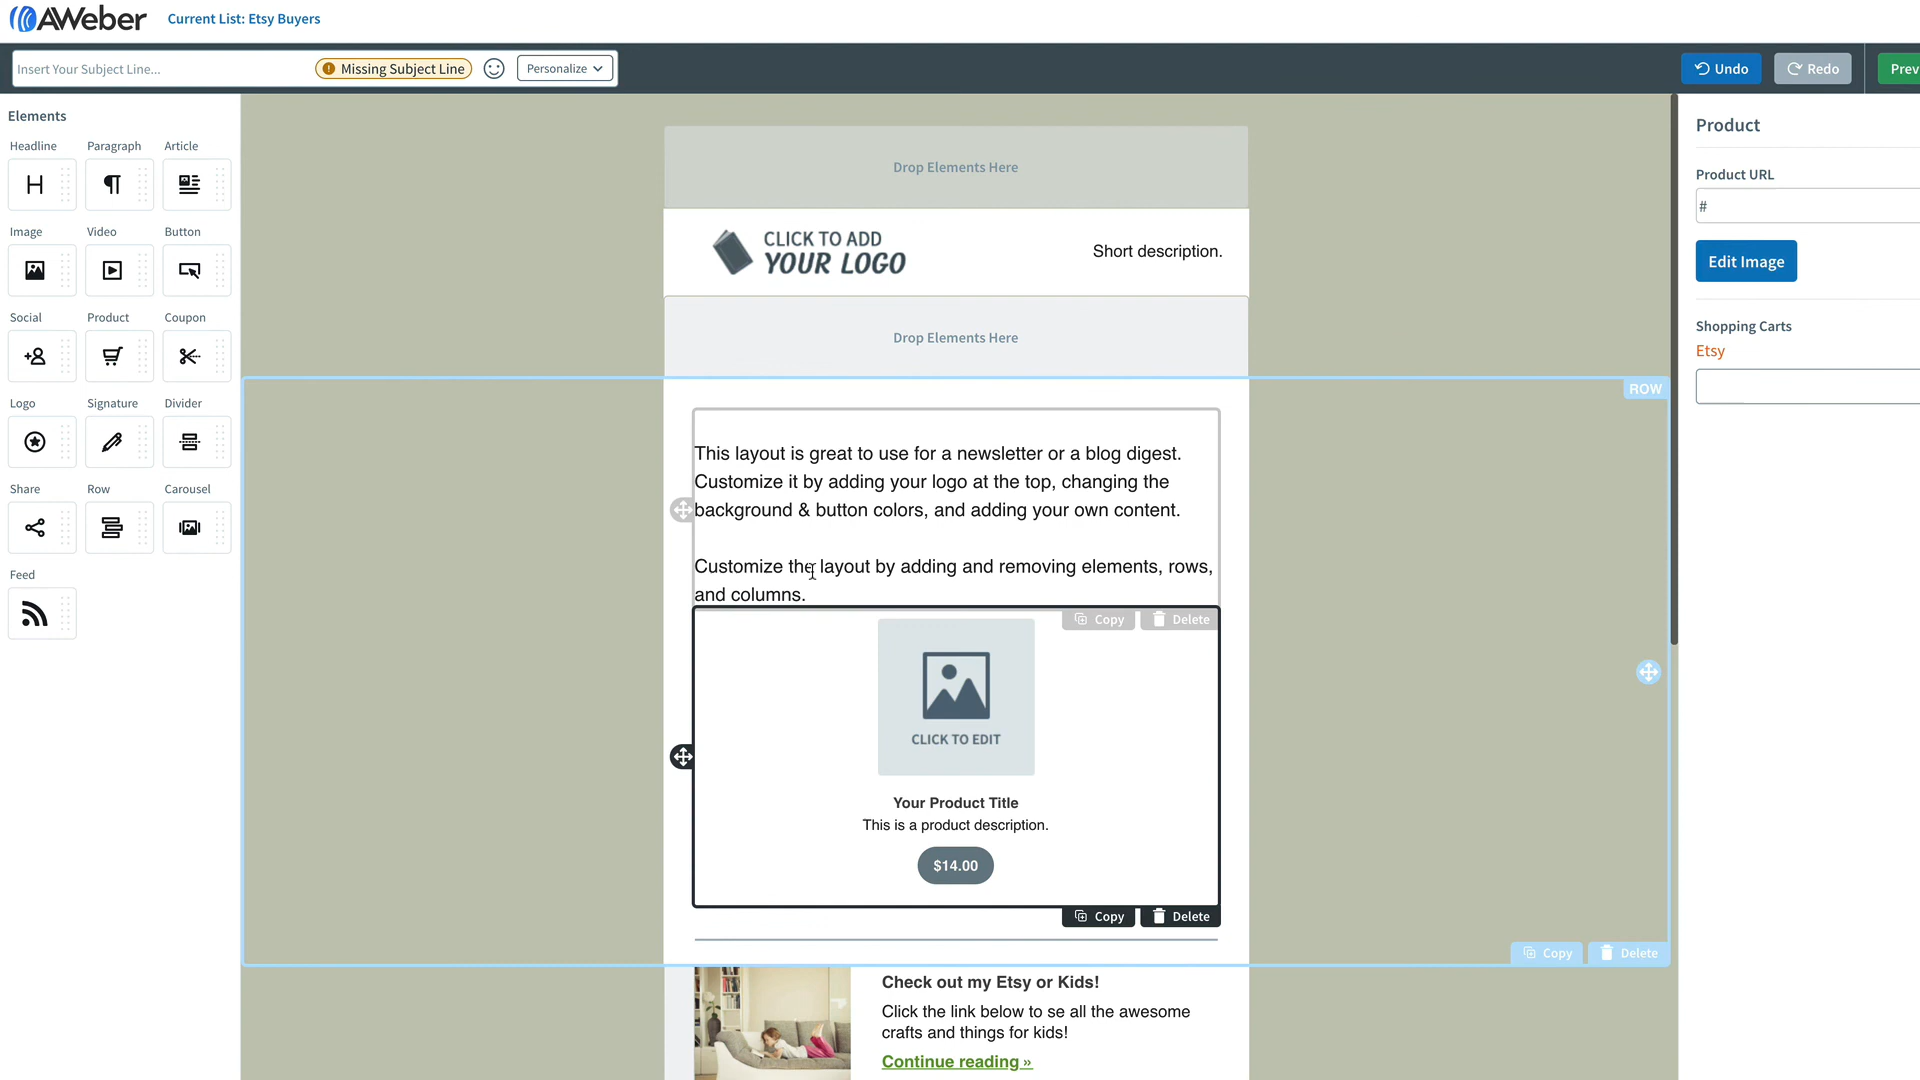 AWeber
Current List: Etsy Buyers
Insert Your Subject Line...
Missing Subject Line
Personalize
Undo
Redo
Prev
Elements
Headline
Paragraph
Article
Image
Video
Button
Social
Product
Coupon
Logo
Signature
Divider
Share
Row
Carousel
Feed
Drop Elements Here
CLICK TO ADD
YOUR LOGO
Short description.
Drop Elements Here
ROW
This layout is great to use for a newsletter or a blog digest.
Customize it by adding your logo at the top, changing the
background & button colors, and adding your own content.
Customize the layout by adding and removing elements, rows,
and columns.
Copy
Delete
CLICK TO EDIT
Your Product Title
This is a product description.
$14.00
Copy
Delete
Copy
Delete
Check out my Etsy or Kids!
Click the link below to se all the awesome
crafts and things for kids!
Continue reading »
Product
Product URL
#
Edit Image
Shopping Carts
Etsy